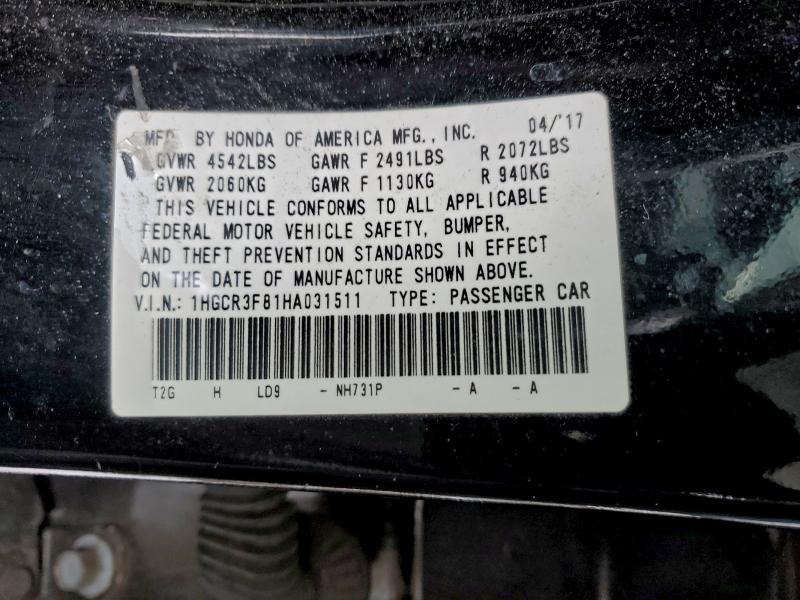 MFD. BY HONDA OF AMERICA MFG., INC. 04/'17
GVWR 4542LBS GAWR F 2491LBS R 2072LBS
GVWR 2060KG GAWR F 1130KG R 940KG
THIS VEHICLE CONFORMS TO ALL APPLICABLE
FEDERAL MOTOR VEHICLE SAFETY, BUMPER,
AND THEFT PREVENTION STANDARDS IN EFFECT
ON THE DATE OF MANUFACTURE SHOWN ABOVE.
V.I.N.: 1HGCR3F81HA031511 TYPE: PASSENGER CAR
T2G H LD9 - NH731P - A - A